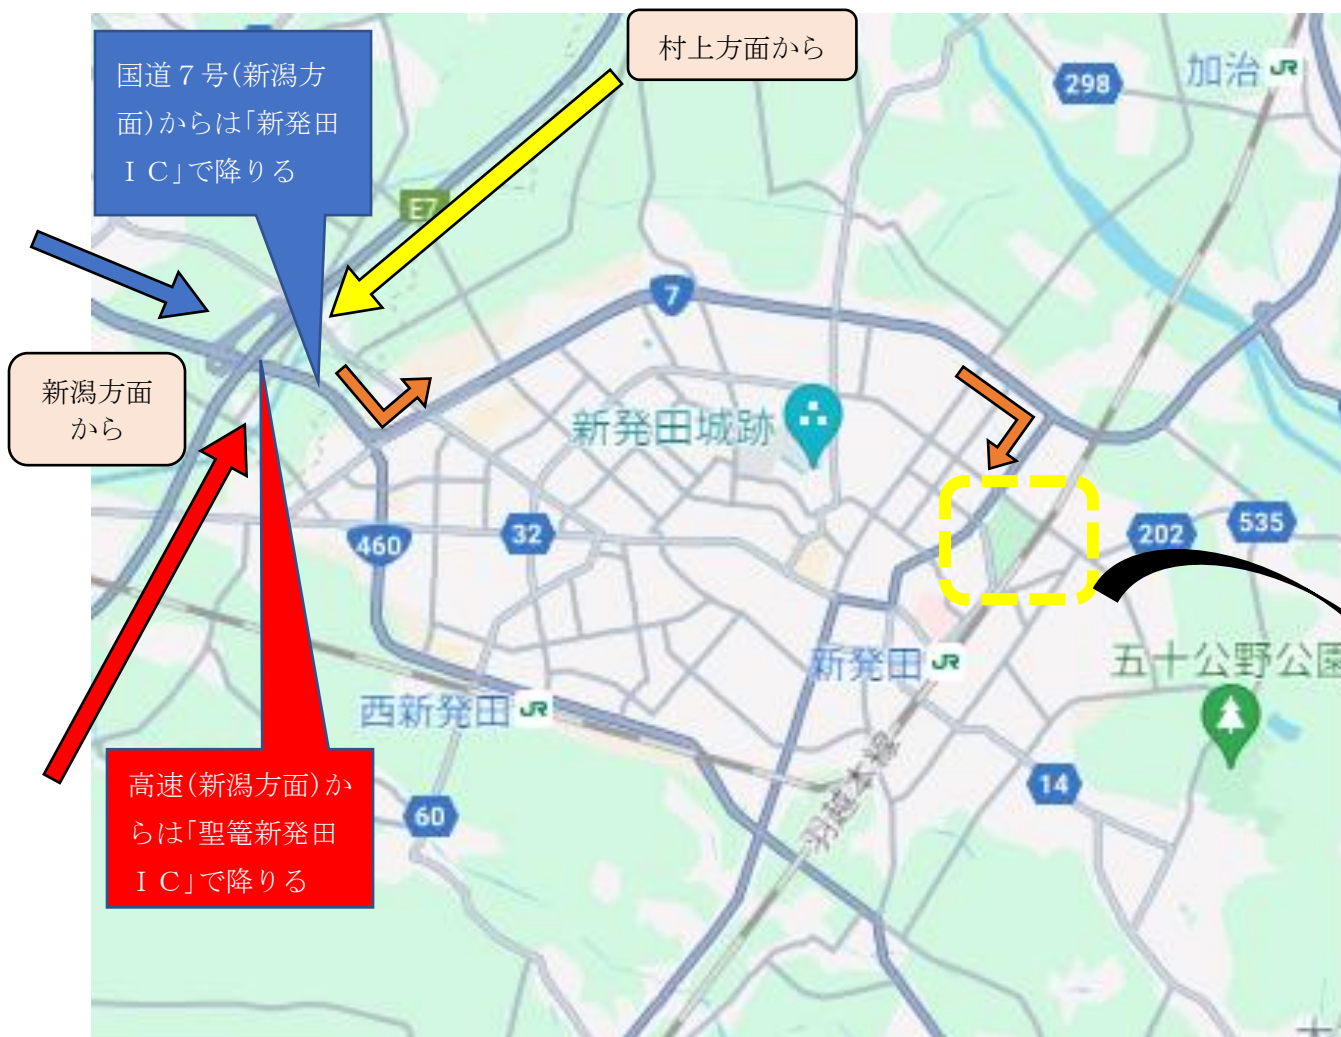 村上方面から
国道７号(新潟方
面)からは「新発田
ＩＣ」で降りる
298
加治 JR
E7
7
新潟方面
から
新発田城跡
460
32
202
535
新発田 JR
五十公野公園
西新発田 JR
羽越本線
14
60
高速(新潟方面)か
らは「聖篭新発田
ＩＣ」で降りる